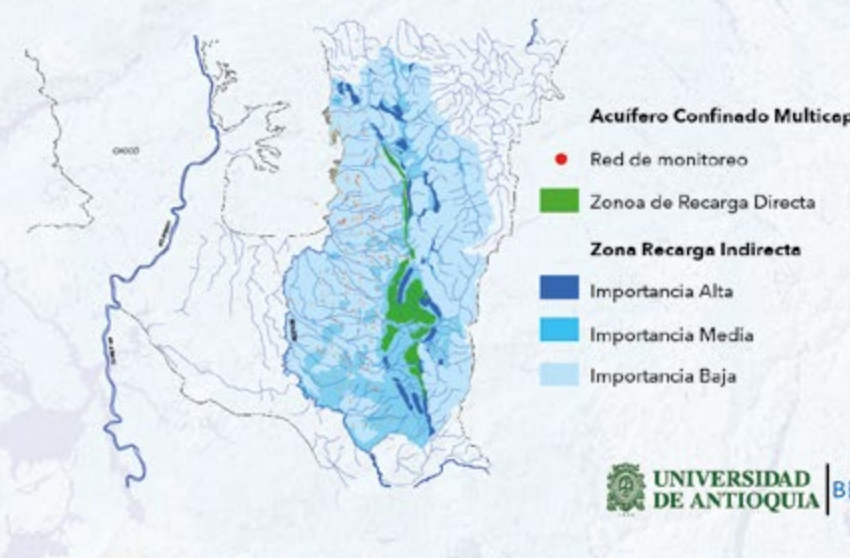 Acuífero Confinado Multicap
CHOCÓ
Red de monitoreo
Zonoa de Recarga Directa
Zona Recarga Indirecta
Importancia Alta
Importancia Media
Importancia Baja
UNIVERSIDAD
DE ANTIOQUIA